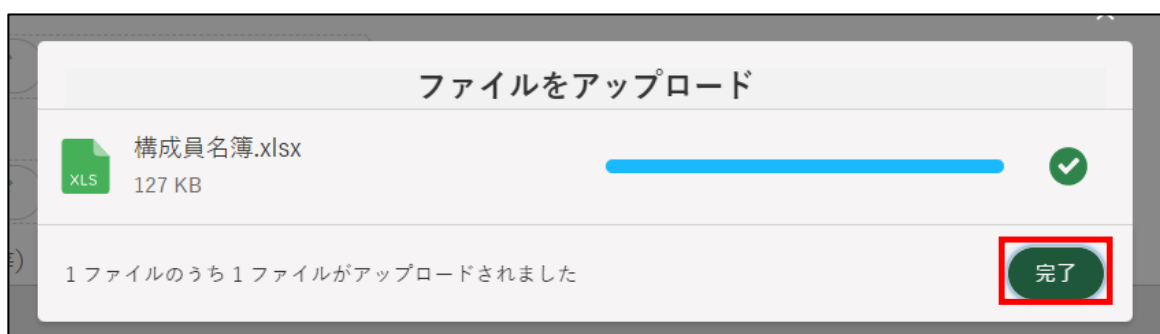 ファイルをアップロード
構成員名簿.xlsx
XLS
127 KB
1 ファイルのうち 1 ファイルがアップロードされました
完了